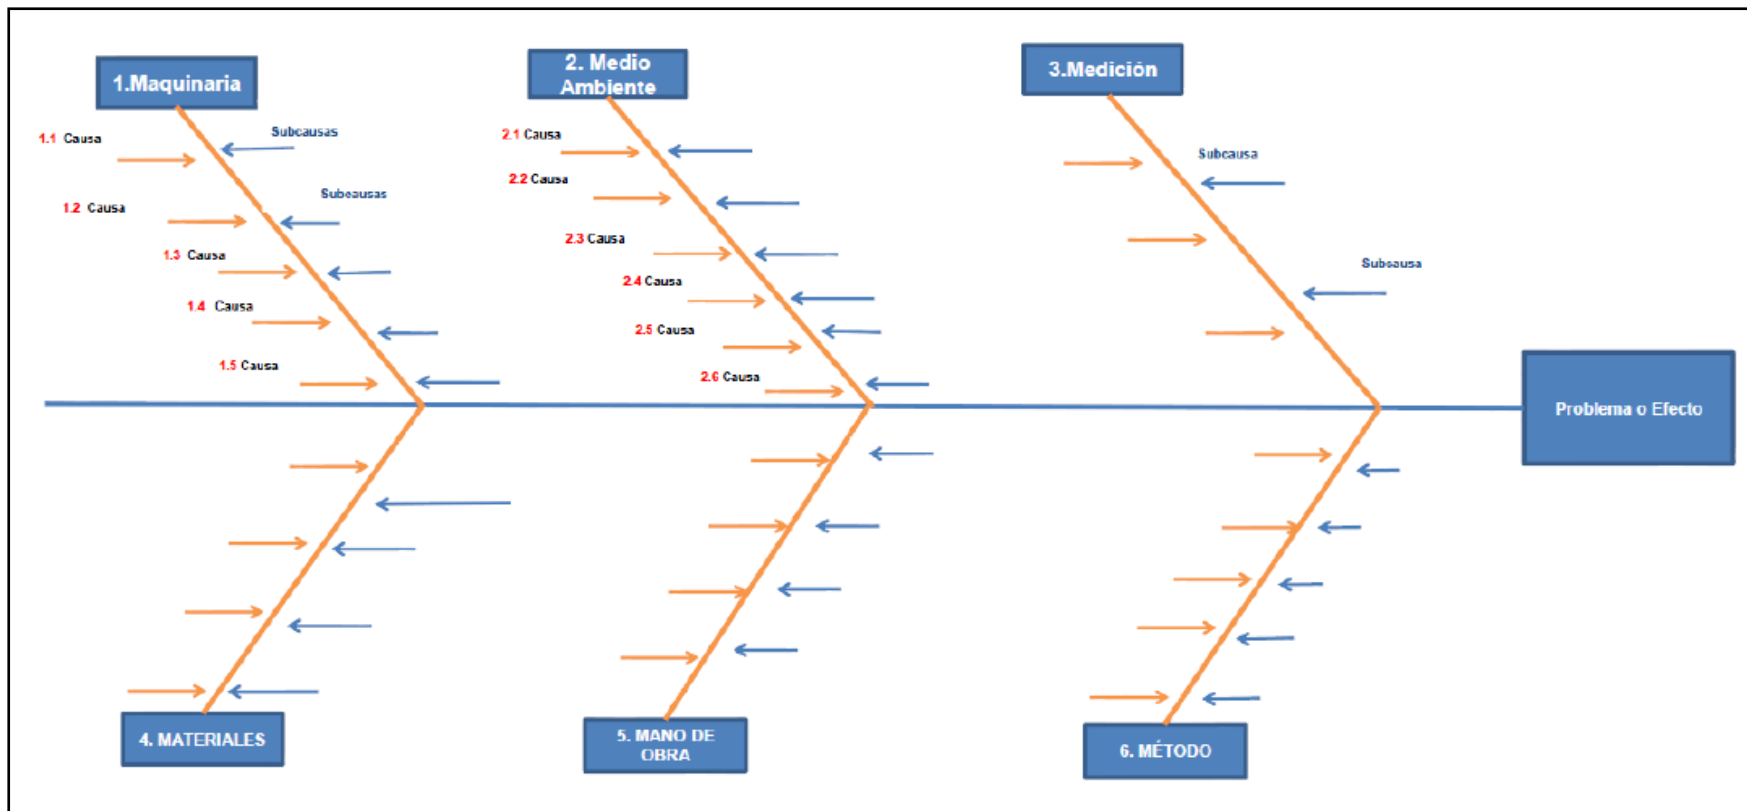 1.Maquinaria
2. Medio
Ambiente
3.Medición
1.1 Causa
Subcausas
1.2 Causa
Subcausas
1.3 Causa
1.4 Causa
1.5 Causa
2.1 Causa
2.2 Causa
2.3 Causa
2.4 Causa
2.5 Causa
2.6 Causa
Subcausa
Subcausa
Problema o Efecto
4. MATERIALES
5. MANO DE
OBRA
6. MÉTODO